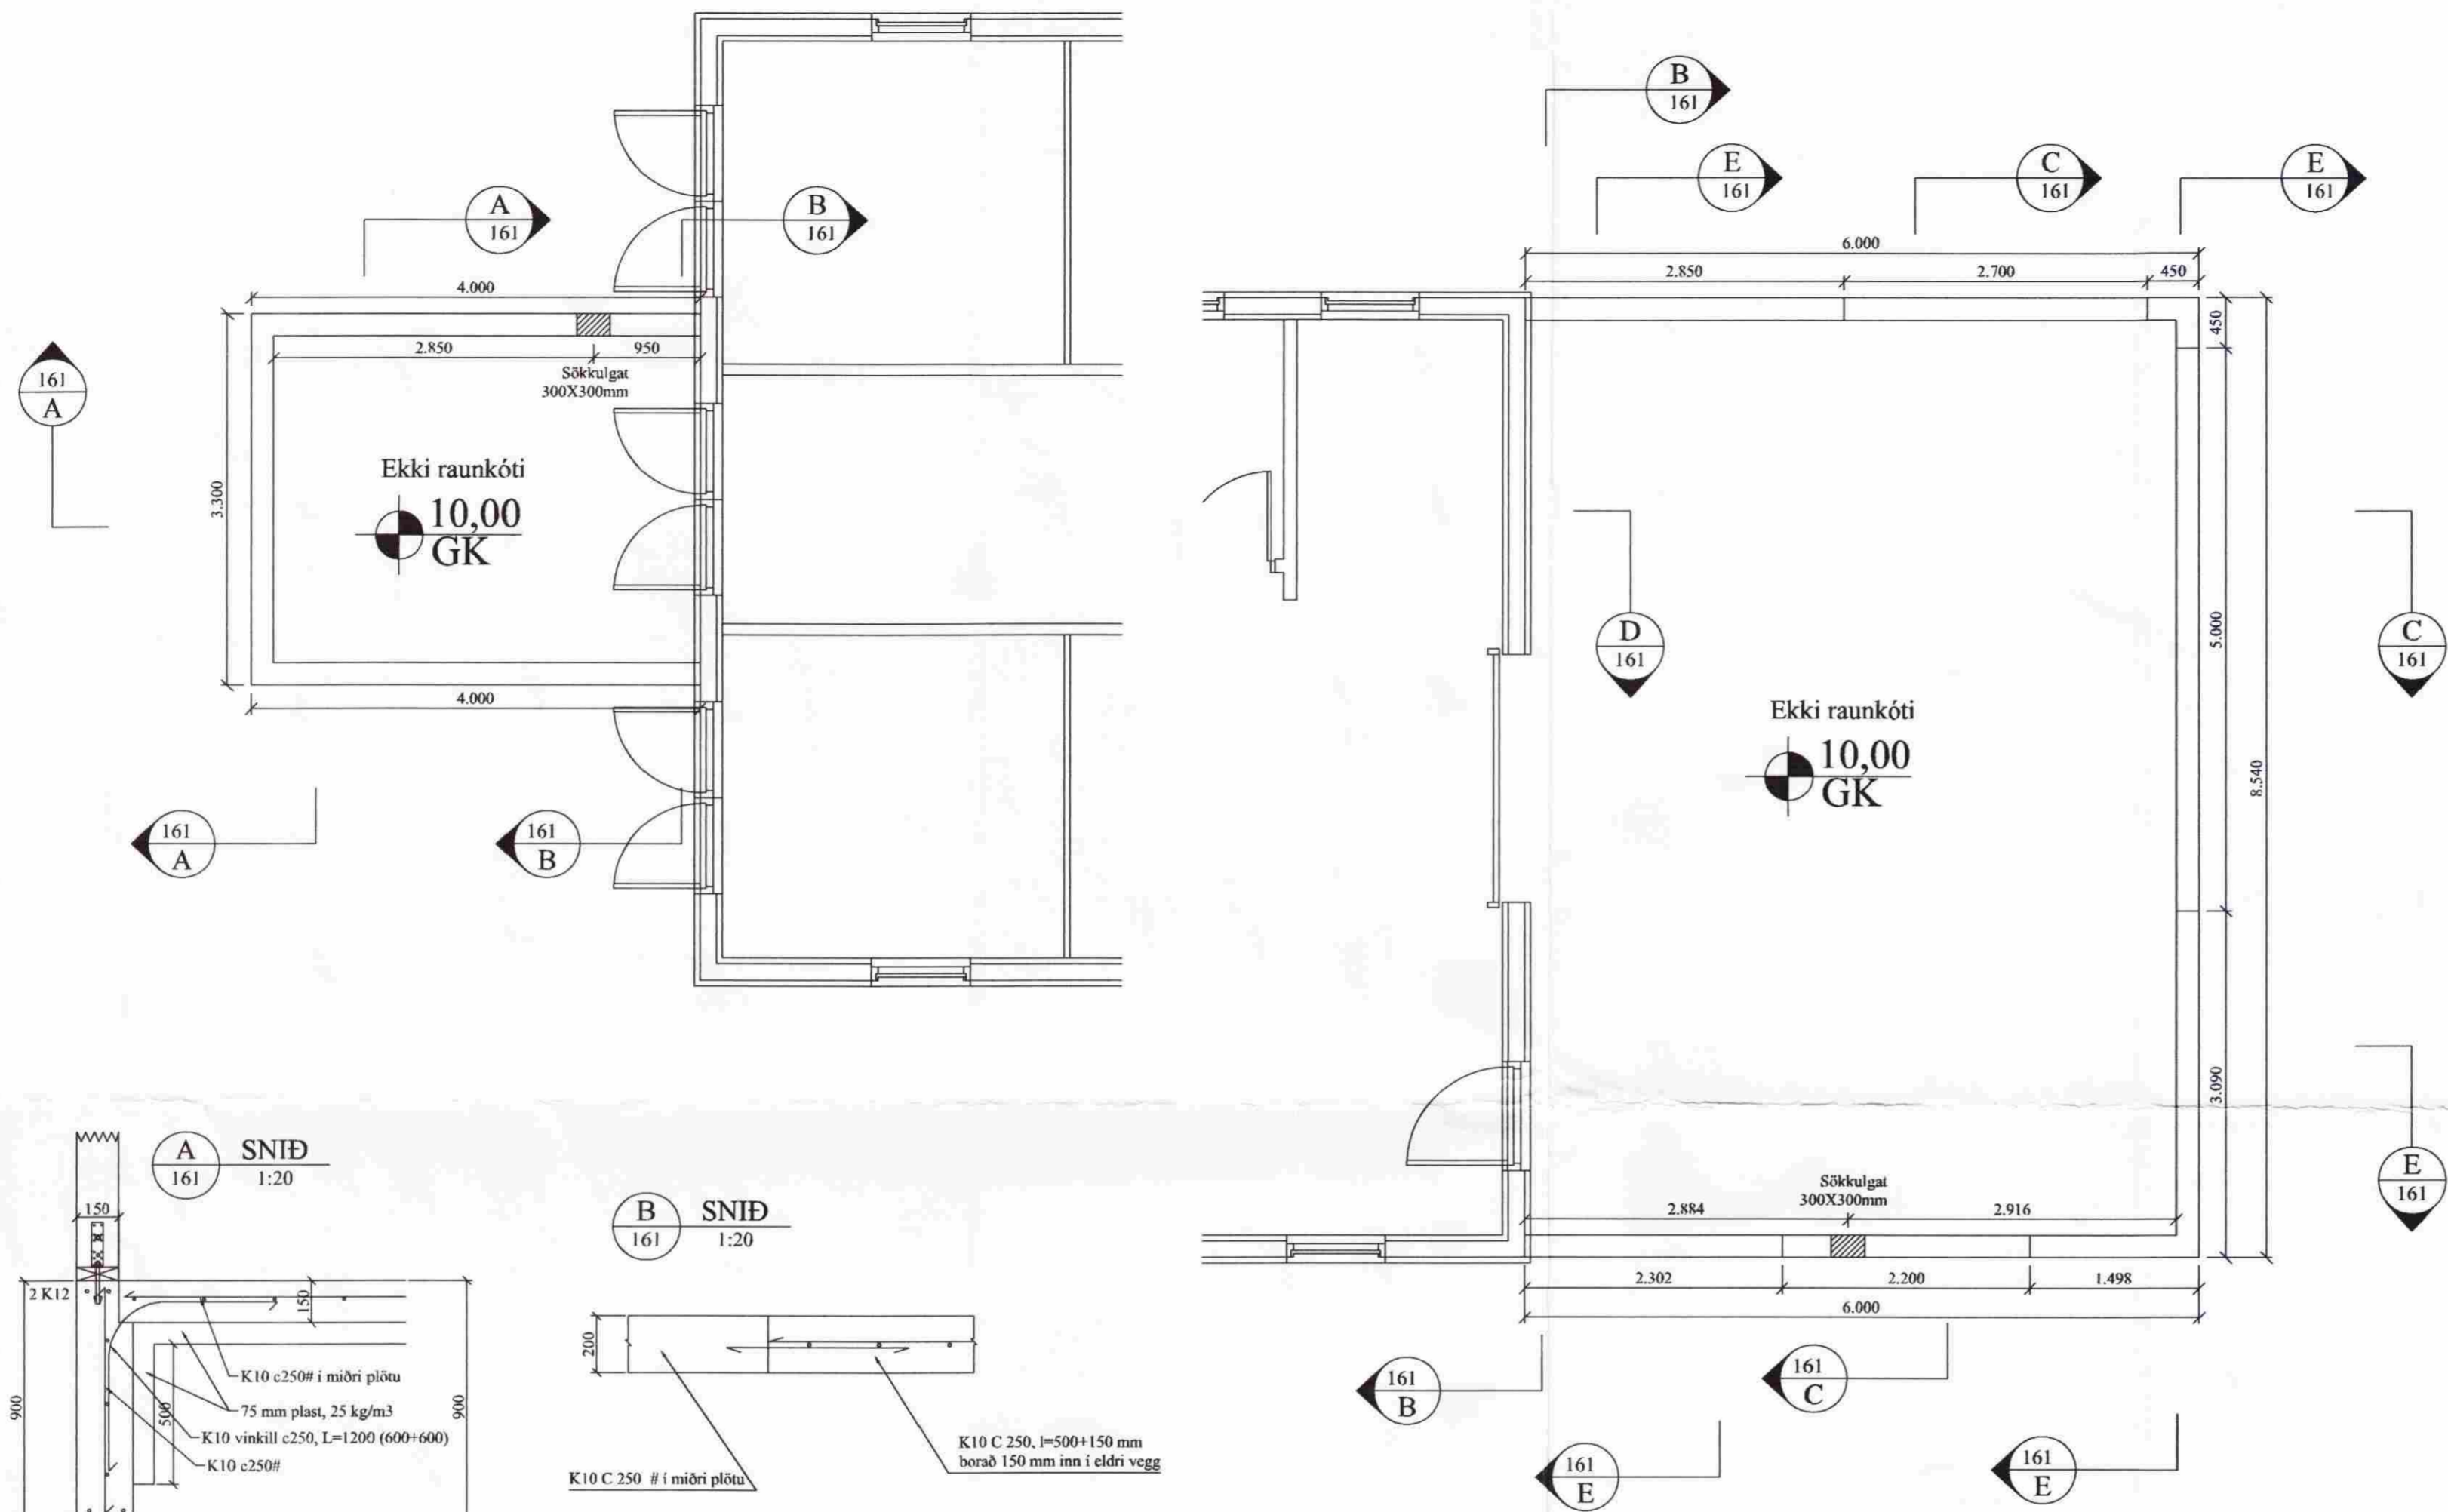 B
161
E
161
C
161
E
161
A
161
B
161
6.000
2.850
2.700
450
4.000
2.850
950
Sökkulgat
300X300mm
161
A
3.300
Ekki raunkóti
10,00
GK
4.000
161
A
161
B
450
5.000
3.090
8.540
D
161
C
161
Ekki raunkóti
10,00
GK
E
161
Sökkulgat
300X300mm
2.884
2.916
2.302
2.200
1.498
6.000
161
B
161
C
161
E
161
E
A
161
SNIÐ
1:20
150
2 K12
150
900
500
900
K10 c250# í miðri plötu
75 mm plast, 25 kg/m3
K10 vinkill c250, L=1200 (600+600)
K10 c250#
B
161
SNIÐ
1:20
200
K10 C 250 # í miðri plötu
K10 C 250, l=500+150 mm
borað 150 mm inn í eldri vegg